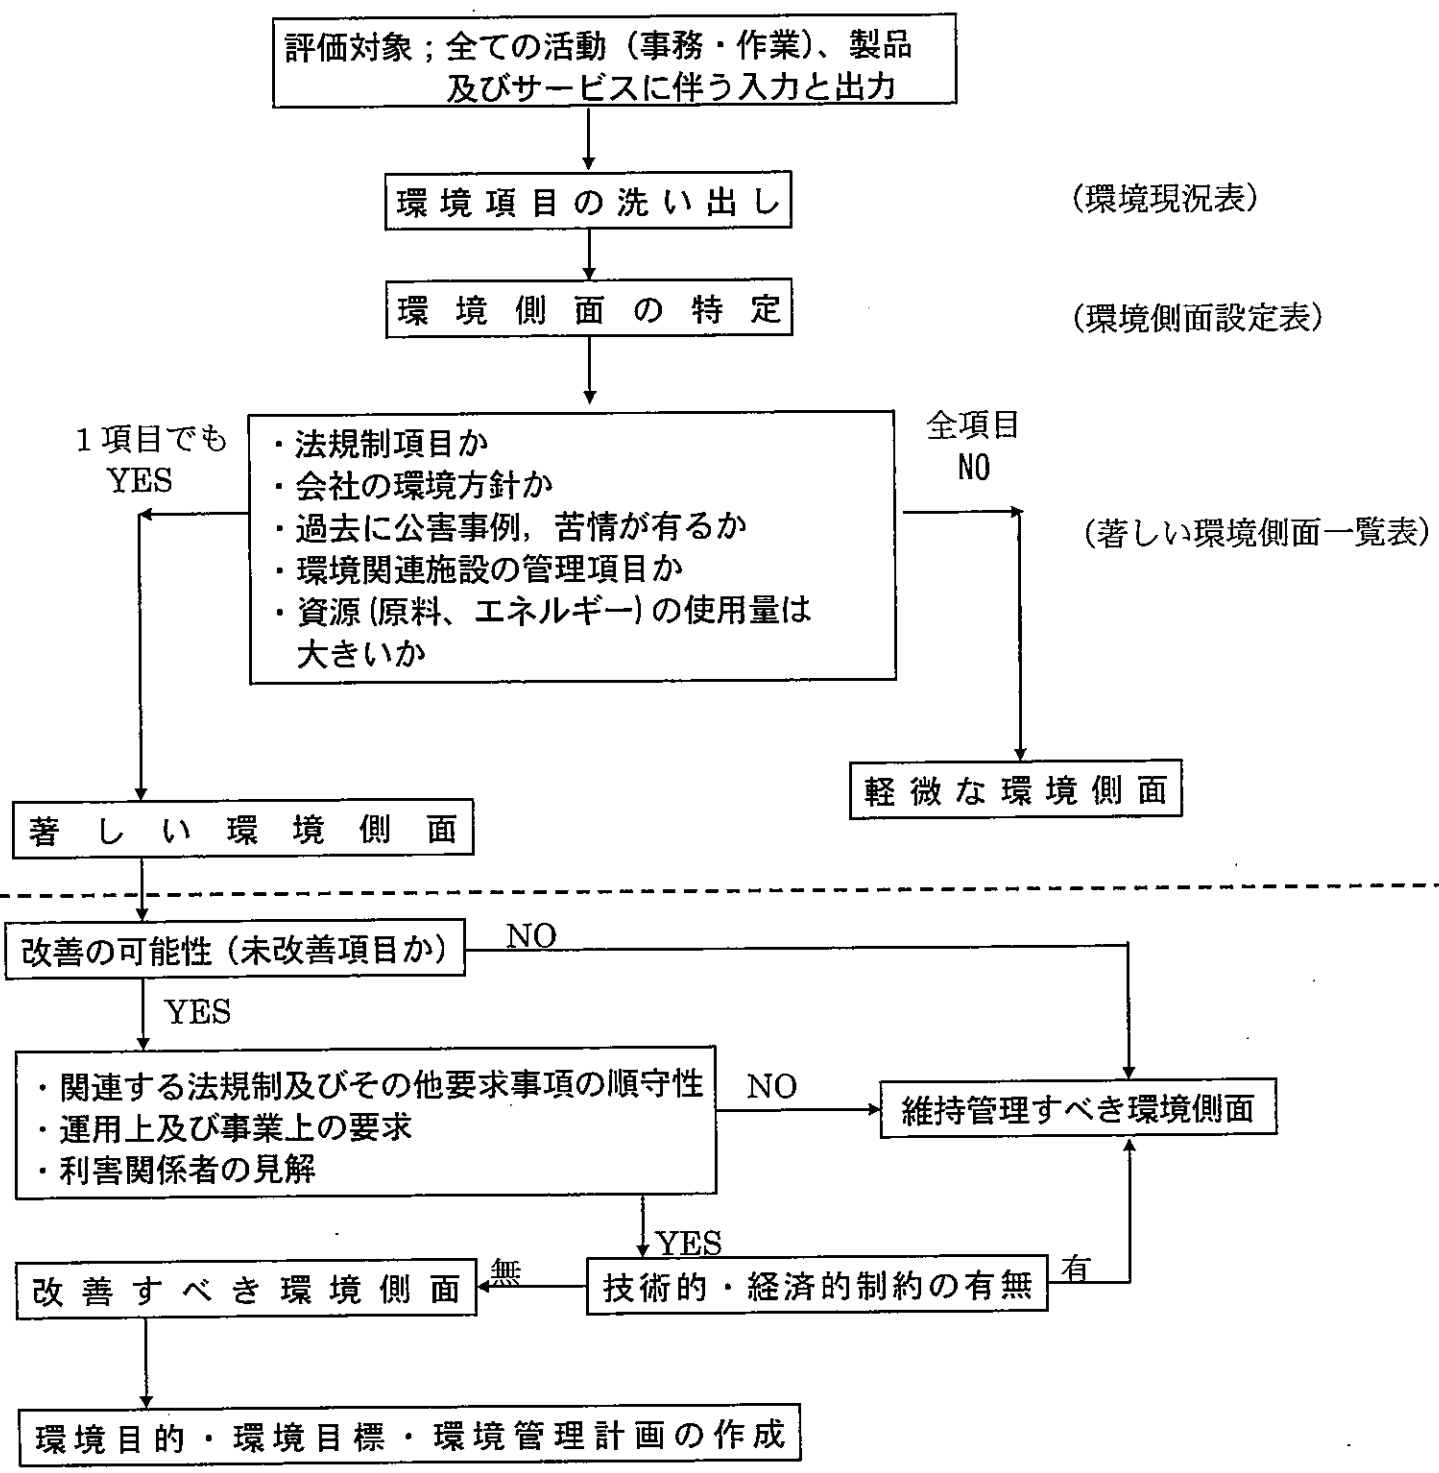 評価対象；全ての活動（事務・作業）、製品
及びサービスに伴う入力と出力
環境項目の洗い出し
（環境現況表）
環境側面の特定
（環境側面設定表）
１項目でも
YES
・法規制項目か
・会社の環境方針か
・過去に公害事例，苦情が有るか
・環境関連施設の管理項目か
・資源(原料、エネルギー)の使用量は
大きいか
全項目
NO
（著しい環境側面一覧表）
軽微な環境側面
著しい環境側面
改善の可能性（未改善項目か）
NO
YES
・関連する法規制及びその他要求事項の順守性
・運用上及び事業上の要求
・利害関係者の見解
NO
維持管理すべき環境側面
YES
改善すべき環境側面
無
技術的・経済的制約の有無
有
環境目的・環境目標・環境管理計画の作成